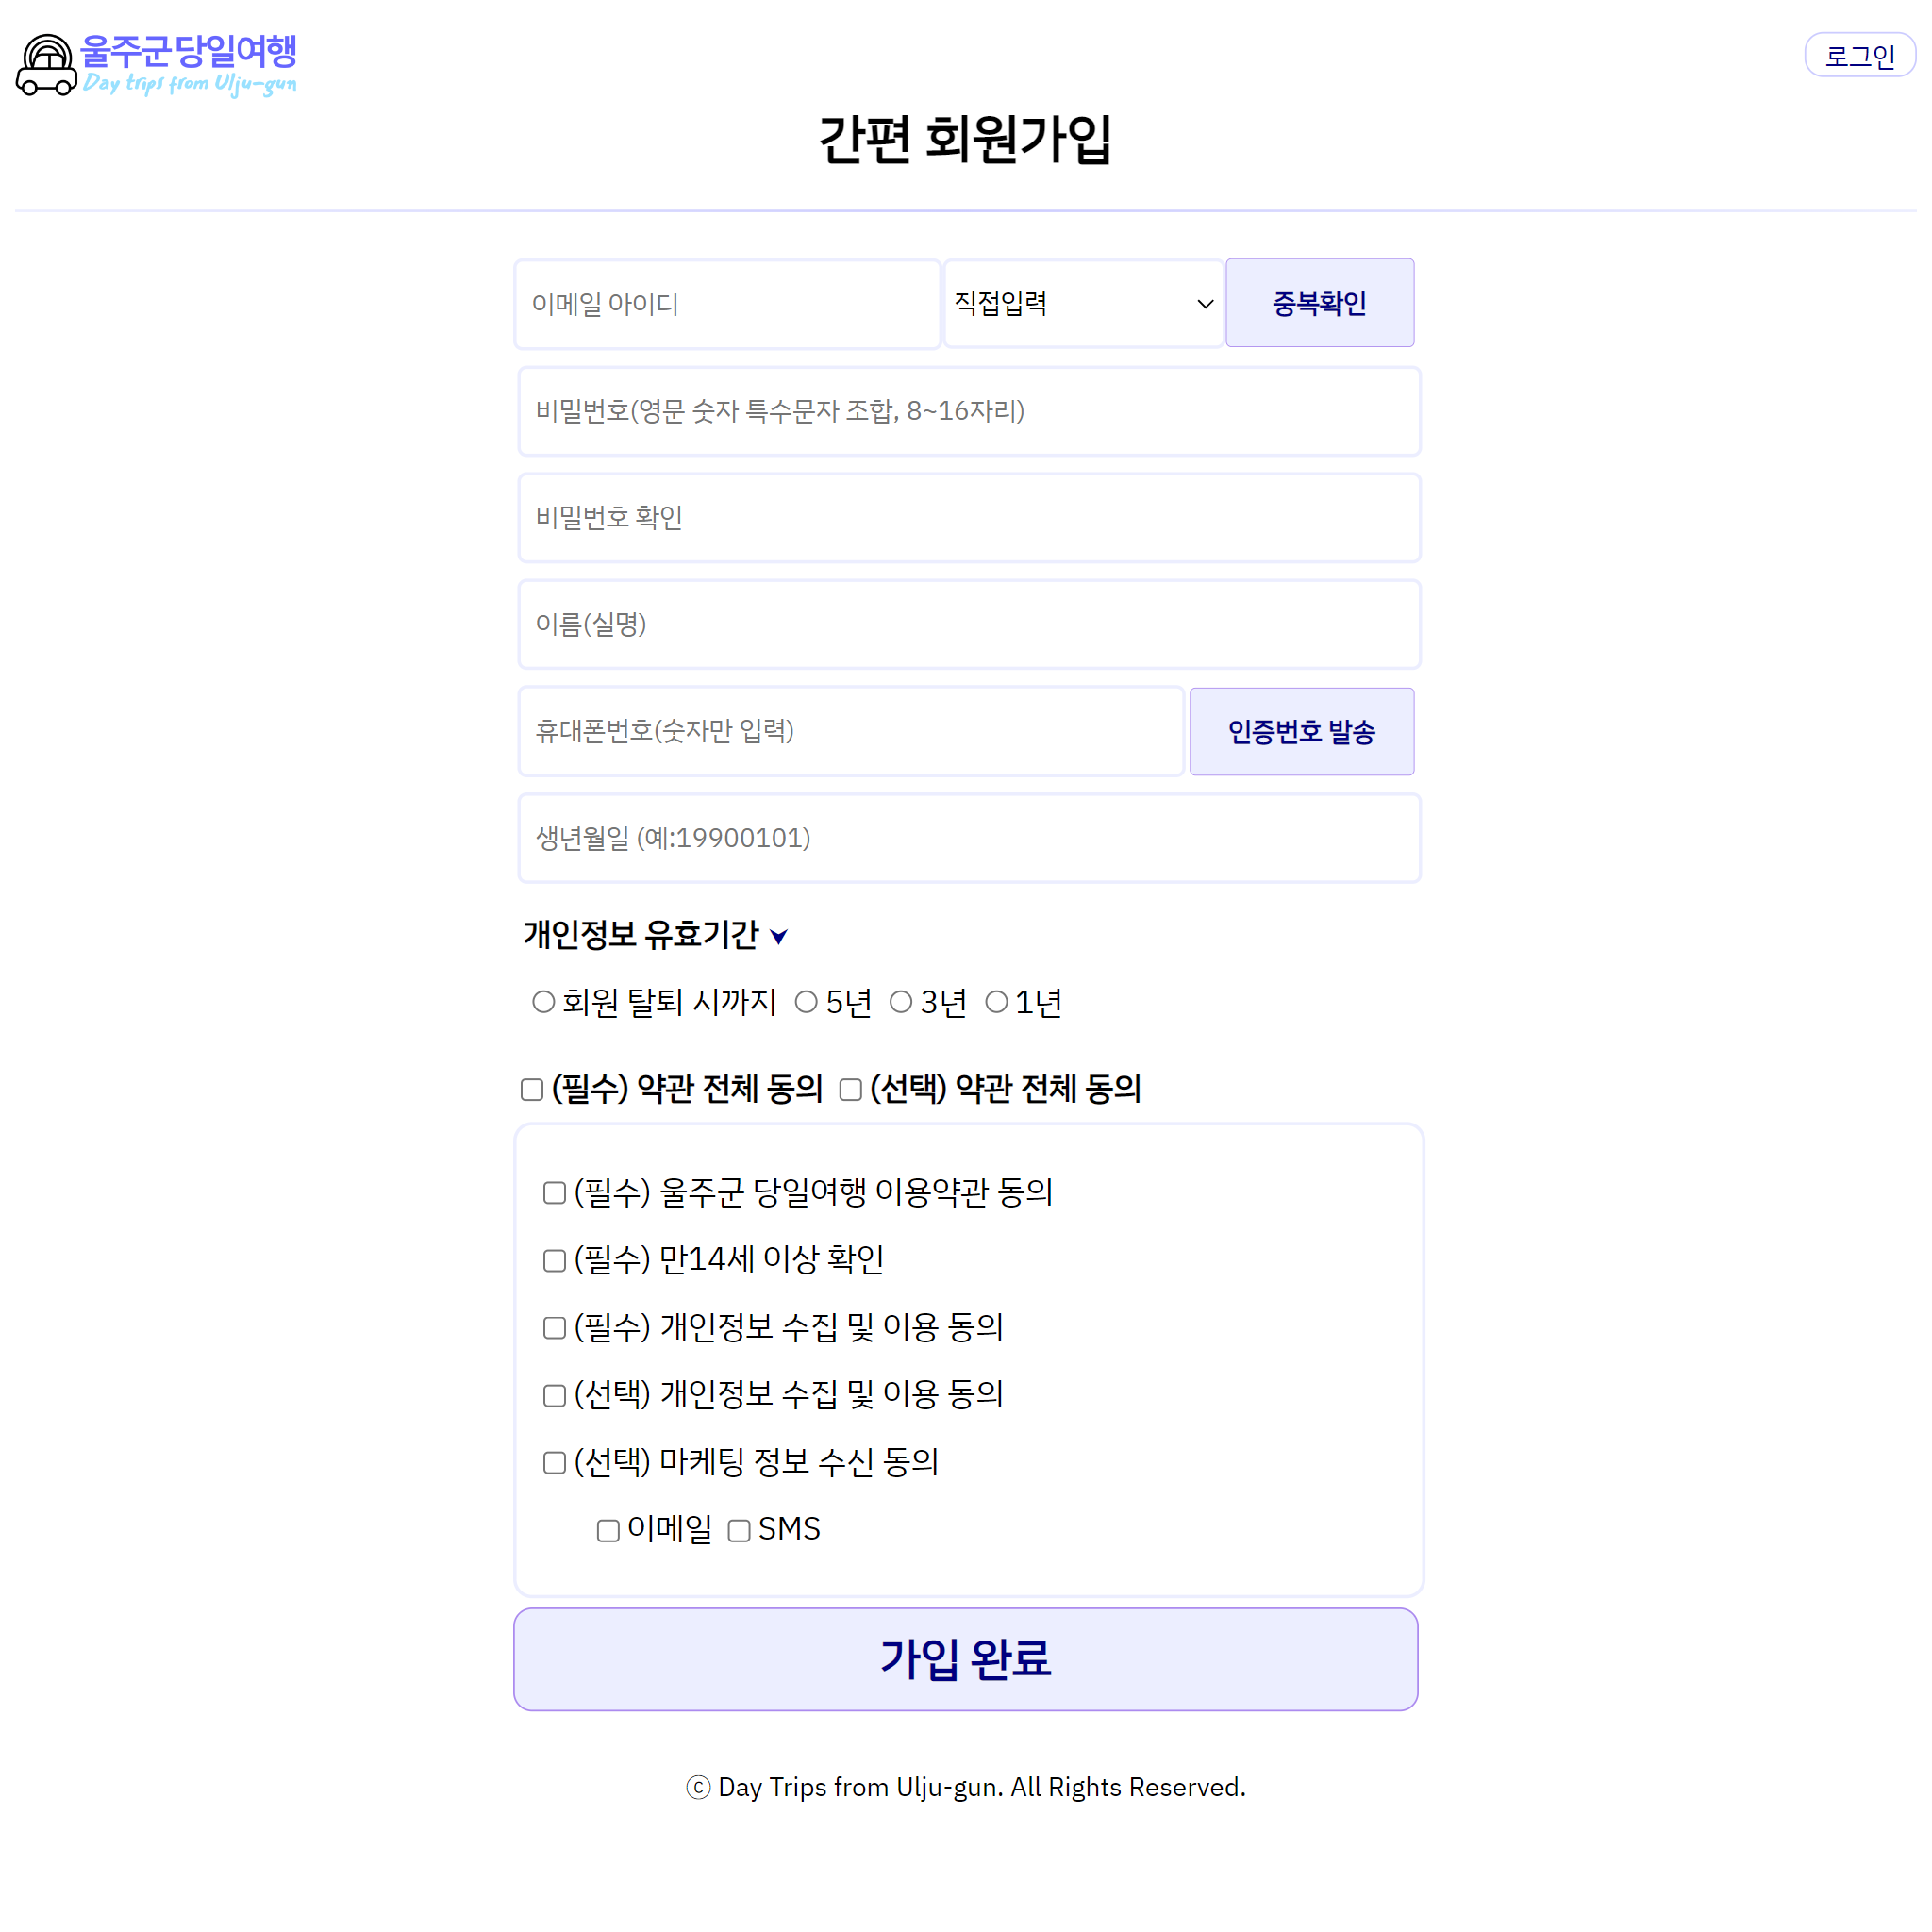 울주군 당일여행
Day trips from Ulju-gun
로그인
간편 회원가입
이메일 아이디 직접입력 중복확인
비밀번호(영문 숫자 특수문자 조합, 8~16자리)
비밀번호 확인
이름(실명)
휴대폰번호(숫자만 입력) 인증번호 발송
생년월일 (예:19900101)
개인정보 유효기간
회원 탈퇴 시까지 5년 3년 1년
(필수) 약관 전체 동의 (선택) 약관 전체 동의
(필수) 울주군 당일여행 이용약관 동의
(필수) 만14세 이상 확인
(필수) 개인정보 수집 및 이용 동의
(선택) 개인정보 수집 및 이용 동의
(선택) 마케팅 정보 수신 동의
이메일 SMS
가입 완료
ⓒ Day Trips from Ulju-gun. All Rights Reserved.